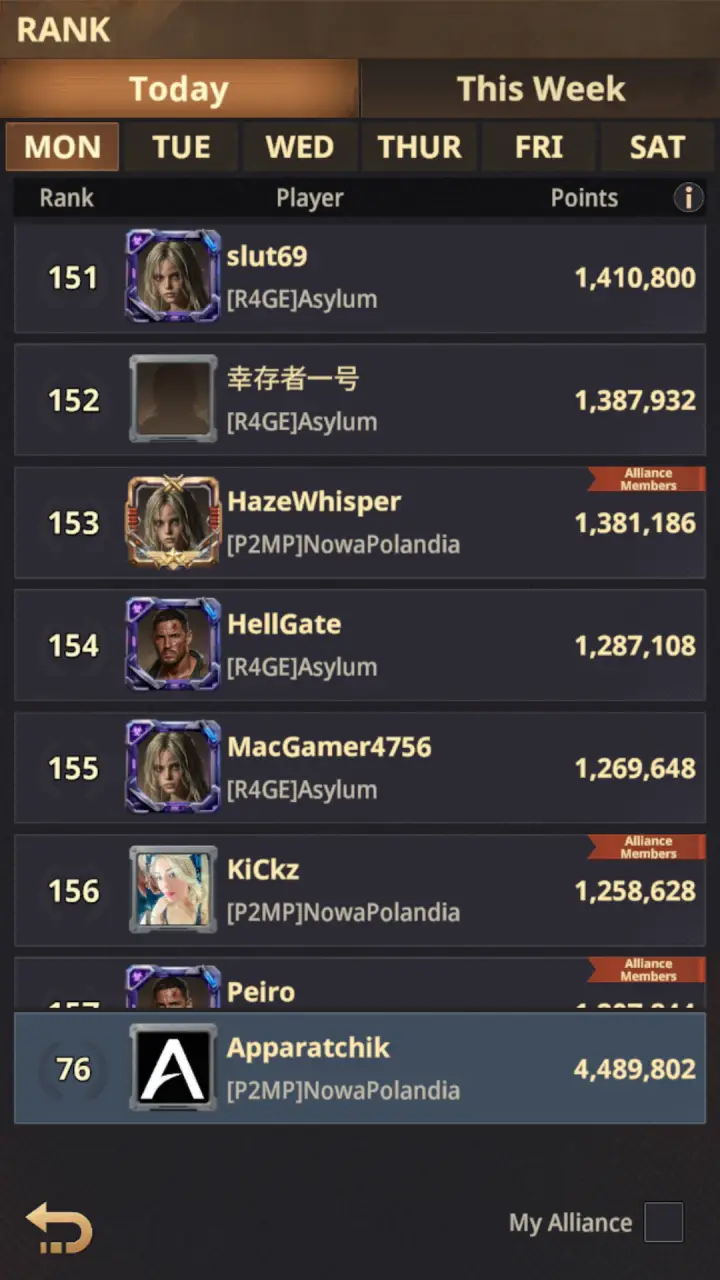 RANK
Today
This Week
MON TUE WED THUR FRI SAT
Rank Player Points i
151 slut69 1,410,800
[R4GE]Asylum
152 幸存者一号 1,387,932
[R4GE]Asylum
Alliance Members
153 HazeWhisper 1,381,186
[P2MP]NowaPolandia
154 HellGate 1,287,108
[R4GE]Asylum
155 MacGamer4756 1,269,648
[R4GE]Asylum
Alliance Members
156 KiCkz 1,258,628
[P2MP]NowaPolandia
Alliance Members
Peiro
76 Apparatchik 4,489,802
[P2MP]NowaPolandia
My Alliance